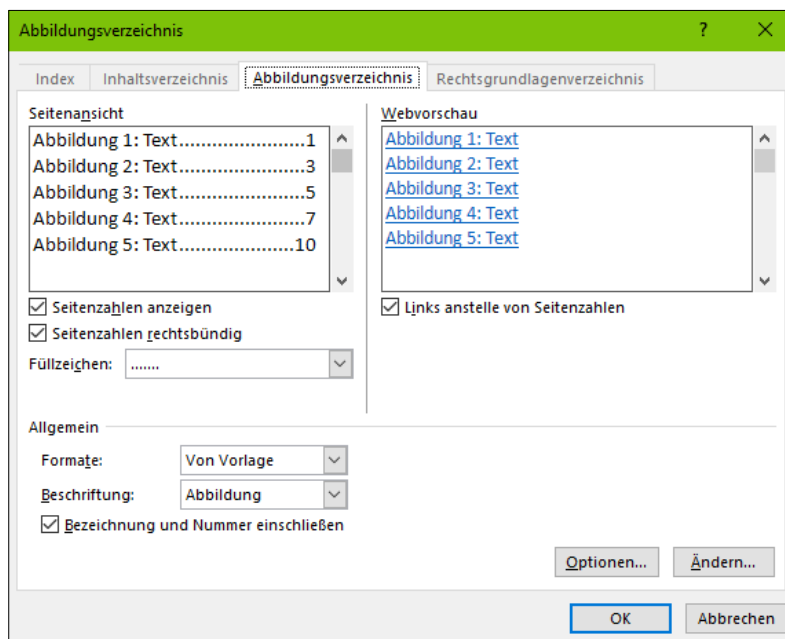 Abbildungsverzeichnis ?
Index Inhaltsverzeichnis Abbildungsverzeichnis Rechtsgrundlagenverzeichnis
Seitenansicht
Abbildung 1: Text.......................1
Abbildung 2: Text.......................3
Abbildung 3: Text.......................5
Abbildung 4: Text.......................7
Abbildung 5: Text.....................10
Seitenzahlen anzeigen
Seitenzahlen rechtsbündig
Füllzeichen: .......
Webvorschau
Abbildung 1: Text
Abbildung 2: Text
Abbildung 3: Text
Abbildung 4: Text
Abbildung 5: Text
Links anstelle von Seitenzahlen
Allgemein
Formate: Von Vorlage
Beschriftung: Abbildung
Bezeichnung und Nummer einschließen
Optionen... Ändern...
OK Abbrechen